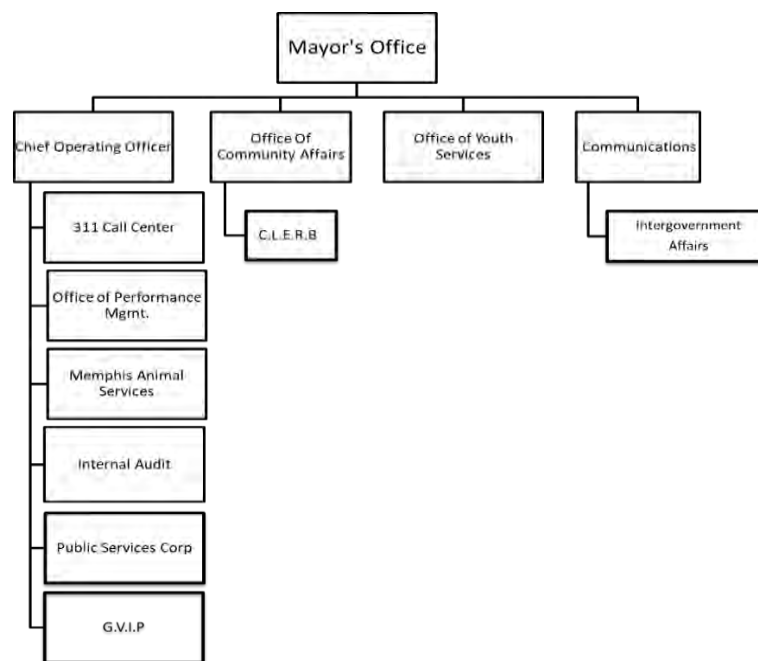 Mayor's Office
Chief Operating Officer
Office Of
Community Affairs
Office of Youth
Services
Communications
311 Call Center
C.L.E.R.B
Intergovernment
Affairs
Office of Performance
Mgmt.
Memphis Animal
Services
Internal Audit
Public Services Corp
G.V.I.P